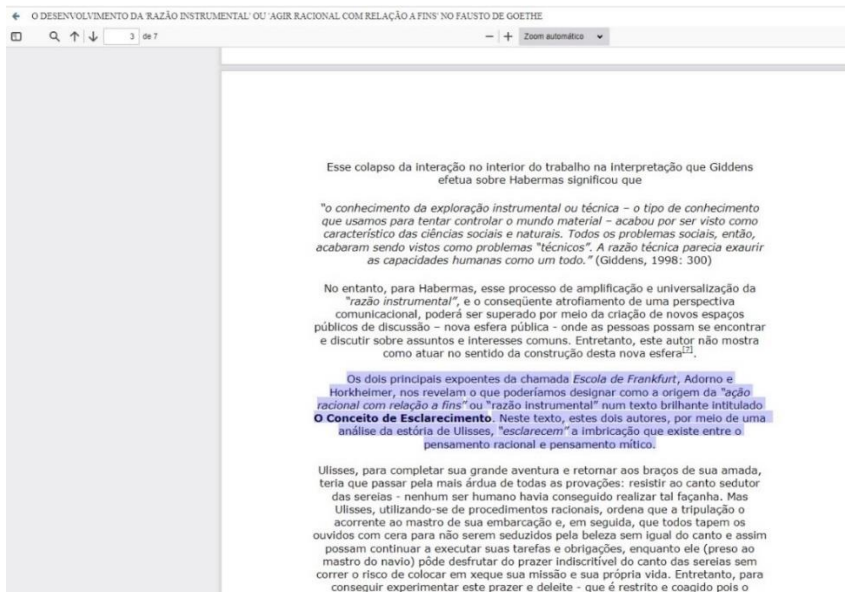 O DESENVOLVIMENTO DA 'RAZÃO INSTRUMENTAL' OU 'AGIR RACIONAL COM RELAÇÃO A FINS' NO FAUSTO DE GOETHE
3 de 7
Zoom automático
Esse colapso da interação no interior do trabalho na interpretação que Giddens
efetua sobre Habermas significou que
"o conhecimento da exploração instrumental ou técnica – o tipo de conhecimento
que usamos para tentar controlar o mundo material – acabou por ser visto como
característico das ciências sociais e naturais. Todos os problemas sociais, então,
acabaram sendo vistos como problemas "técnicos". A razão técnica parecia exaurir
as capacidades humanas como um todo." (Giddens, 1998: 300)
No entanto, para Habermas, esse processo de amplificação e universalização da
"razão instrumental", e o conseqüente atrofiamento de uma perspectiva
comunicacional, poderá ser superado por meio da criação de novos espaços
públicos de discussão – nova esfera pública - onde as pessoas possam se encontrar
e discutir sobre assuntos e interesses comuns. Entretanto, este autor não mostra
como atuar no sentido da construção desta nova esfera[7].
Os dois principais expoentes da chamada Escola de Frankfurt, Adorno e
Horkheimer, nos revelam o que poderíamos designar como a origem da "ação
racional com relação a fins" ou "razão instrumental" num texto brilhante intitulado
O Conceito de Esclarecimento. Neste texto, estes dois autores, por meio de uma
análise da estória de Ulisses, "esclarecem" a imbricação que existe entre o
pensamento racional e pensamento mítico.
Ulisses, para completar sua grande aventura e retornar aos braços de sua amada,
teria que passar pela mais árdua de todas as provações: resistir ao canto sedutor
das sereias - nenhum ser humano havia conseguido realizar tal façanha. Mas
Ulisses, utilizando-se de procedimentos racionais, ordena que a tripulação o
acorrente ao mastro de sua embarcação e, em seguida, que todos tapem os
ouvidos com cera para não serem seduzidos pela beleza sem igual do canto e assim
possam continuar a executar suas tarefas e obrigações, enquanto ele (preso ao
mastro do navio) pôde desfrutar do prazer indiscritível do canto das sereias sem
correr o risco de colocar em xeque sua missão e sua própria vida. Entretanto, para
conseguir experimentar este prazer e deleite - que é restrito e coagido pois o